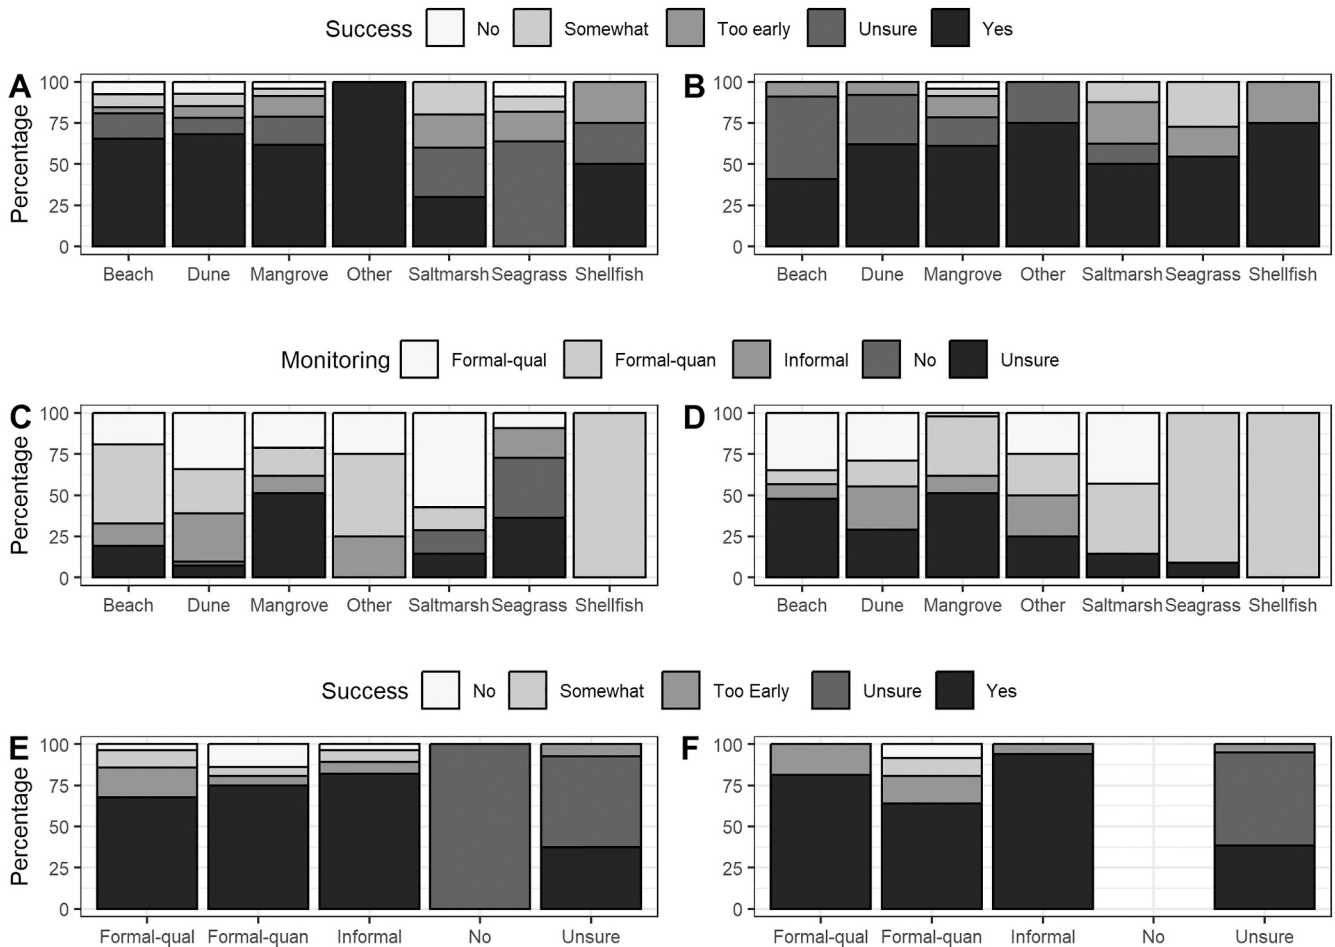 Success No Somewhat Too early Unsure Yes
A B
Percentage
100 100
75 75
50 50
25 25
0 0
Beach Dune Mangrove Other Saltmarsh Seagrass Shellfish Beach Dune Mangrove Other Saltmarsh Seagrass Shellfish
Monitoring Formal-qual Formal-quan Informal No Unsure
C D
Percentage
100 100
75 75
50 50
25 25
0 0
Beach Dune Mangrove Other Saltmarsh Seagrass Shellfish Beach Dune Mangrove Other Saltmarsh Seagrass Shellfish
Success No Somewhat Too Early Unsure Yes
E F
Percentage
100 100
75 75
50 50
25 25
0 0
Formal-qual Formal-quan Informal No Unsure Formal-qual Formal-quan Informal No Unsure